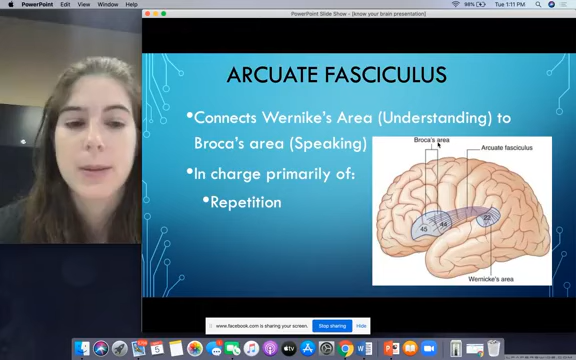 PowerPoint Edit View Window Help
98% Tue 1:11 PM
PowerPoint Slide Show - [know your brain presentation]
ARCUATE FASCICULUS
•Connects Wernike's Area (Understanding) to
Broca's area (Speaking)
•In charge primarily of:
•Repetition
Broca's area
Arcuate fasciculus
45
44
22
Wernicke's area
www.facebook.com is sharing your screen.
Stop sharing
Hide